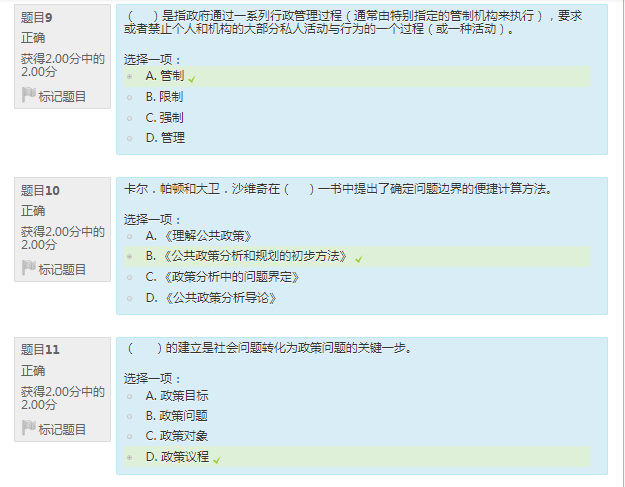 题目9
正确
获得2.00分中的
2.00分
标记题目
（　　）是指政府通过一系列行政管理过程（通常由特别指定的管制机构来执行），要求
或者禁止个人和机构的大部分私人活动与行为的一个过程（或一种活动）。
选择一项：
A. 管制
B. 限制
C. 强制
D. 管理
题目10
正确
获得2.00分中的
2.00分
标记题目
卡尔．帕顿和大卫．沙维奇在（　　）一书中提出了确定问题边界的便捷计算方法。
选择一项：
A. 《理解公共政策》
B. 《公共政策分析和规划的初步方法》
C. 《政策分析中的问题界定》
D. 《公共政策分析导论》
题目11
正确
获得2.00分中的
2.00分
标记题目
（　　）的建立是社会问题转化为政策问题的关键一步。
选择一项：
A. 政策目标
B. 政策问题
C. 政策对象
D. 政策议程